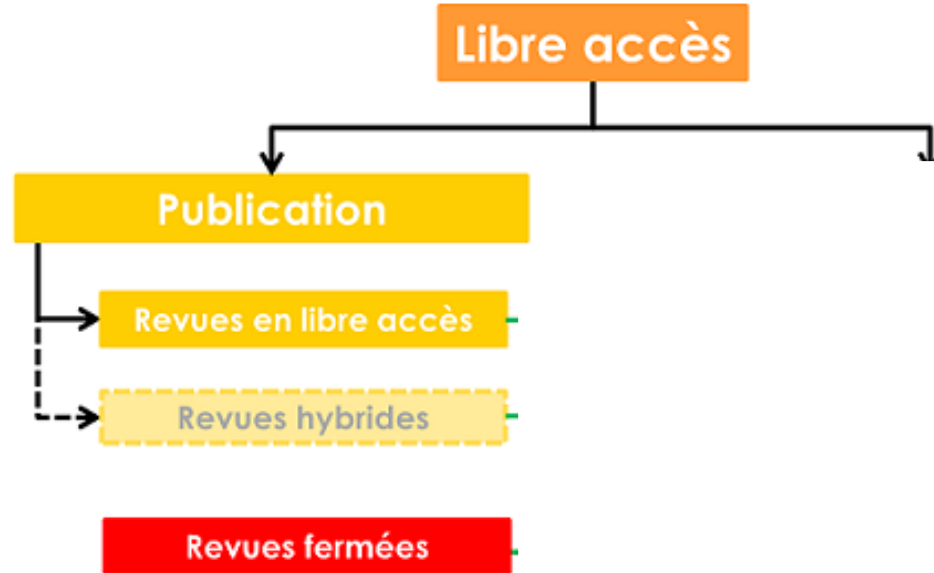 Libre accès
Publication
Revues en libre accès
Revues hybrides
Revues fermées